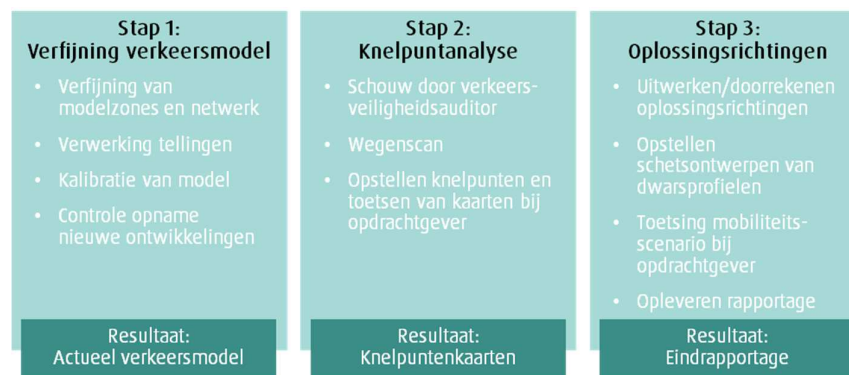 Stap 1:
Verfijning verkeersmodel
• Verfijning van
modelzones en netwerk
• Verwerking tellingen
• Kalibratie van model
• Controle opname
nieuwe ontwikkelingen
Resultaat:
Actueel verkeersmodel
Stap 2:
Knelpuntanalyse
• Schouw door verkeers-
veiligheidsauditor
• Wegenscan
• Opstellen knelpunten en
toetsen van kaarten bij
opdrachtgever
Resultaat:
Knelpuntenkaarten
Stap 3:
Oplossingsrichtingen
• Uitwerken/doorrekenen
oplossingsrichtingen
• Opstellen
schetsontwerpen van
dwarsprofielen
• Toetsing mobiliteits-
scenario bij
opdrachtgever
• Opleveren rapportage
Resultaat:
Eindrapportage